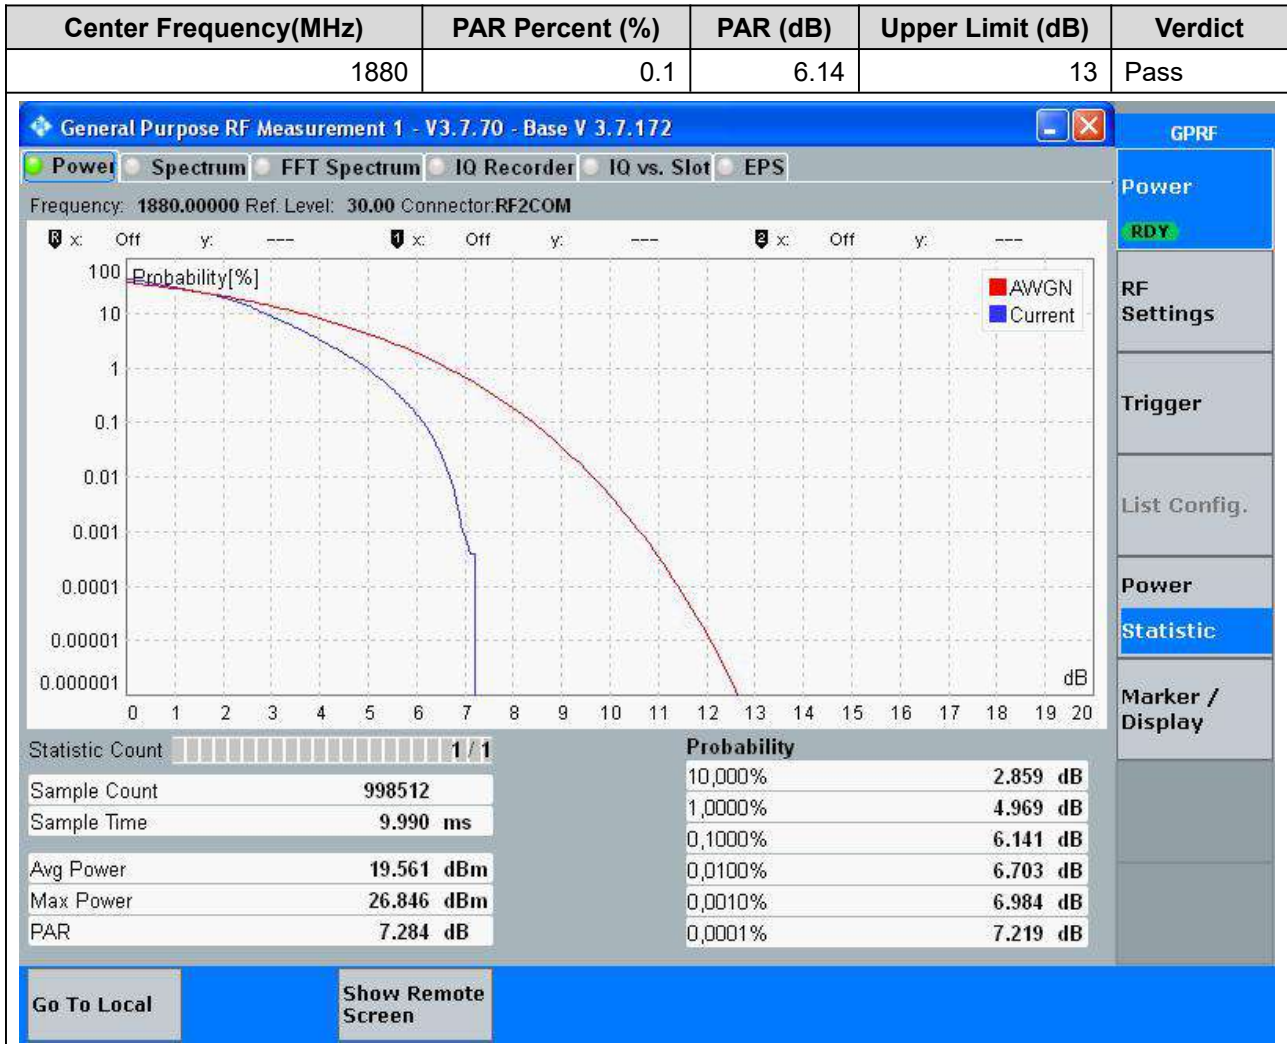 Center Frequency(MHz) PAR Percent (%) PAR (dB) Upper Limit (dB) Verdict
1880 0.1 6.14 13 Pass
General Purpose RF Measurement 1 - V3.7.70 - Base V 3.7.172
GPRF
Power Spectrum FFT Spectrum IQ Recorder IQ vs. Slot EPS
Power
RDY
Frequency: 1880.00000 Ref. Level: 30.00 Connector:RF2COM
R x: Off y: --- 1 x: Off y: --- 2 x: Off y: ---
Probability[%]
100
10
1
0.1
0.01
0.001
0.0001
0.00001
0.000001
AWGN
Current
dB
0 1 2 3 4 5 6 7 8 9 10 11 12 13 14 15 16 17 18 19 20
RF
Settings
Trigger
List Config.
Power
Statistic
Marker /
Display
Statistic Count 1 / 1
Sample Count 998512
Sample Time 9.990 ms
Avg Power 19.561 dBm
Max Power 26.846 dBm
PAR 7.284 dB
Probability
10,000% 2.859 dB
1,0000% 4.969 dB
0,1000% 6.141 dB
0,0100% 6.703 dB
0,0010% 6.984 dB
0,0001% 7.219 dB
Go To Local
Show Remote
Screen